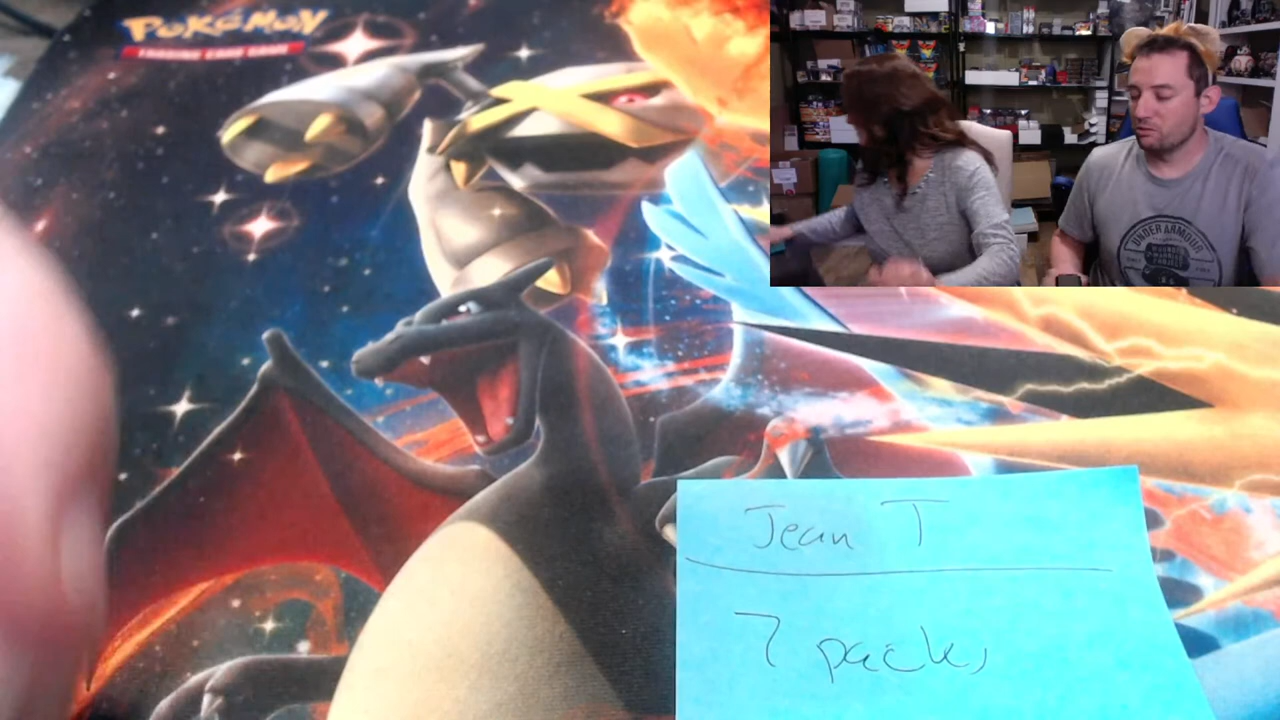 POKÉMON
TRADING CARD GAME
UNDER ARMOUR
Jean T
7 packs